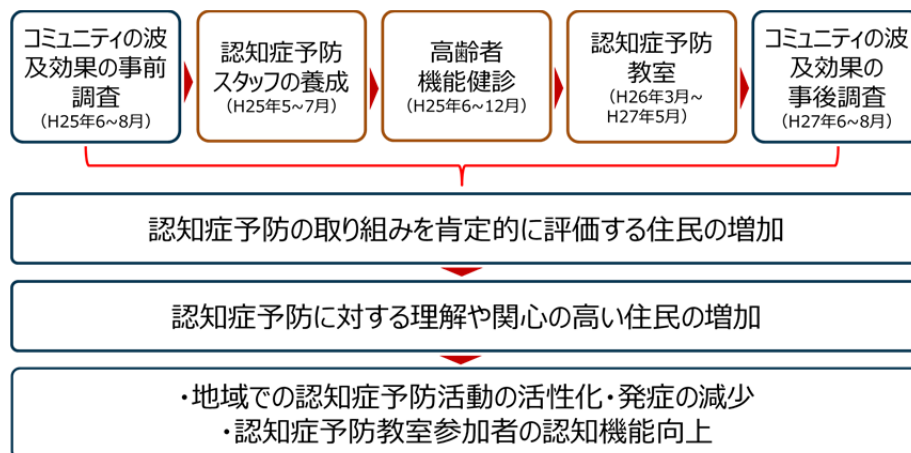 コミュニティの波
及効果の事前
調査
（H25年6~8月）
認知症予防
スタッフの養成
（H25年5~7月）
高齢者
機能健診
（H25年6~12月）
認知症予防
教室
（H26年3月~
H27年5月）
コミュニティの波
及効果の
事後調査
（H27年6~8月）
認知症予防の取り組みを肯定的に評価する住民の増加
認知症予防に対する理解や関心の高い住民の増加
・地域での認知症予防活動の活性化・発症の減少
・認知症予防教室参加者の認知機能向上